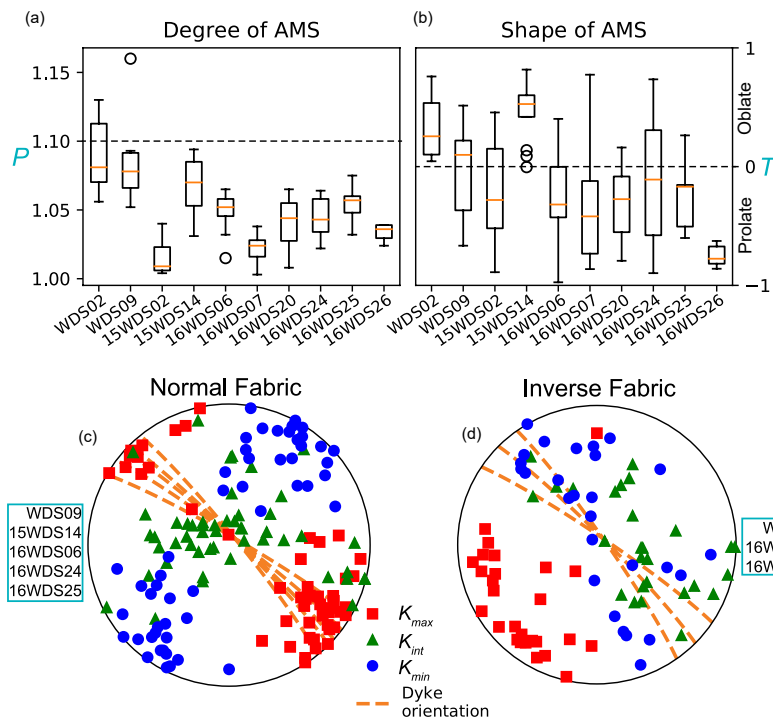 (a)
Degree of AMS
(b)
Shape of AMS
1.15
1.10
1.05
1.00
P
1
0
−1
Oblate
Prolate
T
WDS02
WDS09
15WDS02
15WDS14
16WDS06
16WDS07
16WDS20
16WDS24
16WDS25
16WDS26
WDS02
WDS09
15WDS02
15WDS14
16WDS06
16WDS07
16WDS20
16WDS24
16WDS25
16WDS26
Normal Fabric
Inverse Fabric
(c)
(d)
WDS09
15WDS14
16WDS06
16WDS24
16WDS25
W
16W
16W
Kmax
Kint
Kmin
Dyke
orientation